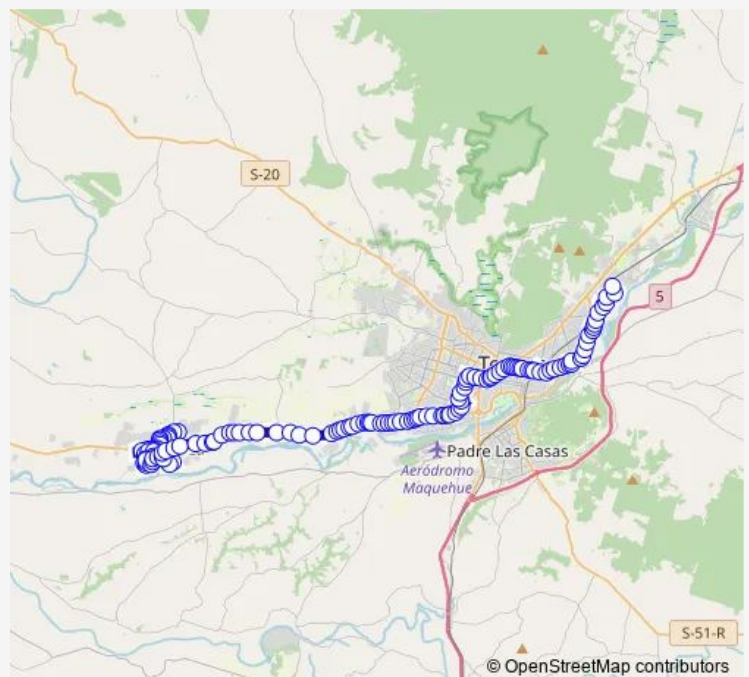 S-20
5
Padre Las Casas
Aeródromo
Maquehue
S-51-R
© OpenStreetMap contributors